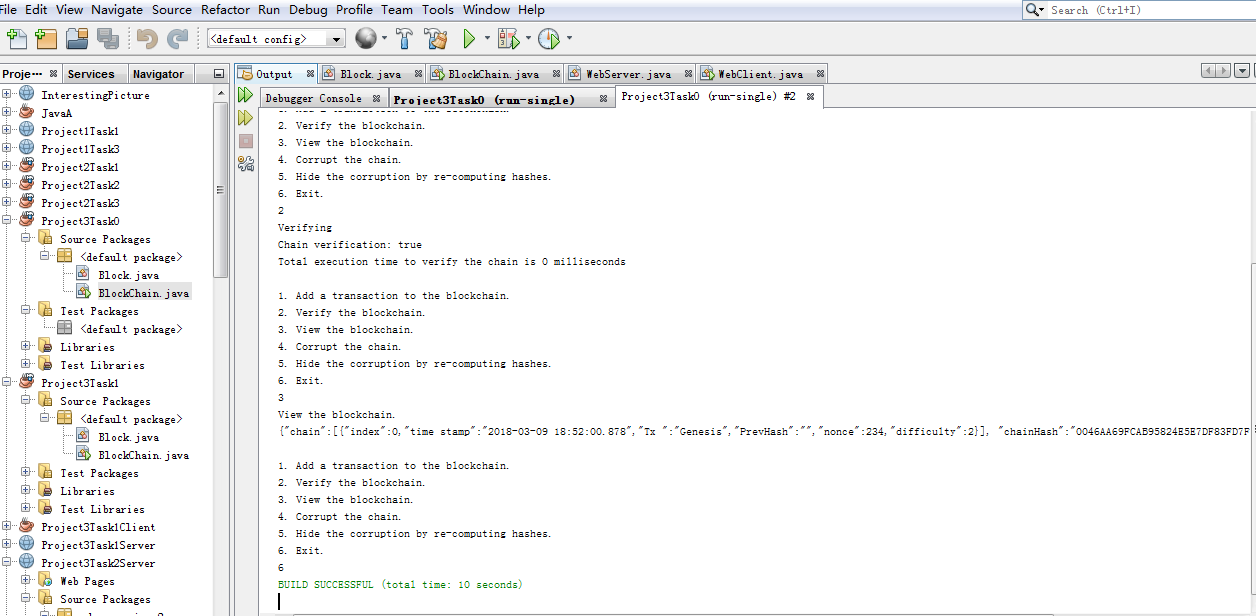 File Edit View Navigate Source Refactor Run Debug Profile Team Tools Window Help
Search (Ctrl+I)
<default config>
Proje... Services Navigator
Output Block.java BlockChain.java WebServer.java WebClient.java
Debugger Console Project3Task0 (run-single) Project3Task0 (run-single) #2
InterestingPicture
JavaA
Project1Task1
Project1Task3
Project2Task1
Project2Task2
Project2Task3
Project3Task0
Source Packages
<default package>
Block.java
BlockChain.java
Test Packages
<default package>
Libraries
Test Libraries
Project3Task1
Source Packages
<default package>
Block.java
BlockChain.java
Test Packages
Libraries
Test Libraries
Project3Task1Client
Project3Task1Server
Project3Task2Server
Web Pages
Source Packages
1. Add a transaction to the blockchain.
2. Verify the blockchain.
3. View the blockchain.
4. Corrupt the chain.
5. Hide the corruption by re-computing hashes.
6. Exit.
2
Verifying
Chain verification: true
Total execution time to verify the chain is 0 milliseconds
1. Add a transaction to the blockchain.
2. Verify the blockchain.
3. View the blockchain.
4. Corrupt the chain.
5. Hide the corruption by re-computing hashes.
6. Exit.
3
View the blockchain.
{"chain":[{"index":0,"time stamp":"2018-03-09 18:52:00.878","Tx ":"Genesis","PrevHash":"","nonce":234,"difficulty":2}], "chainHash":"0046AA69FCAB95824E5E7DF83FD7F
1. Add a transaction to the blockchain.
2. Verify the blockchain.
3. View the blockchain.
4. Corrupt the chain.
5. Hide the corruption by re-computing hashes.
6. Exit.
6
BUILD SUCCESSFUL (total time: 10 seconds)